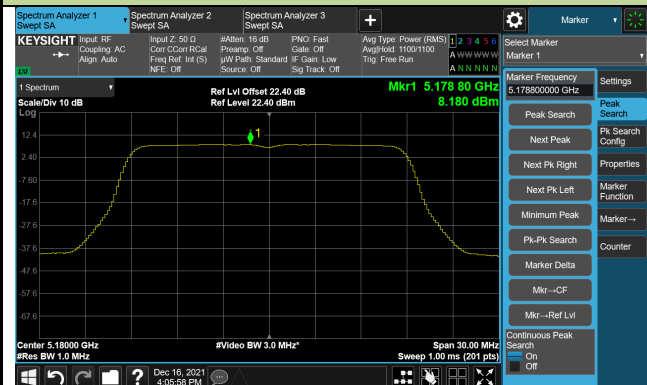 Spectrum Analyzer 1
Swept SA
Spectrum Analyzer 2
Swept SA
Spectrum Analyzer 3
Swept SA
+
Marker
KEYSIGHT
Input: RF
Coupling: AC
Align: Auto
Input Z: 50 Ω
Corr CCorr RCal
Freq Ref: Int (S)
NFE: Off
#Atten: 16 dB
Preamp: Off
µW Path: Standard
Source: Off
PNO: Fast
Gate: Off
IF Gain: Low
Sig Track: Off
Avg Type: Power (RMS)
Avg|Hold: 1100/1100
Trig: Free Run
1 2 3 4 5 6
A W W W W W
A N N N N N
LXI
Select Marker
Marker 1
1 Spectrum
Scale/Div 10 dB
Log
Ref Lvl Offset 22.40 dB
Ref Level 22.40 dBm
Mkr1 5.178 80 GHz
8.180 dBm
12.4
2.40
-7.60
-17.6
-27.6
-37.6
-47.6
-57.6
-67.6
1
Center 5.18000 GHz
#Res BW 1.0 MHz
#Video BW 3.0 MHz*
Span 30.00 MHz
Sweep 1.00 ms (201 pts)
Marker Frequency
5.178800000 GHz
Peak Search
Next Peak
Next Pk Right
Next Pk Left
Minimum Peak
Pk-Pk Search
Marker Delta
Mkr→CF
Mkr→Ref Lvl
Continuous Peak
Search
On
Off
Settings
Peak
Search
Pk Search
Config
Properties
Marker
Function
Marker→
Counter
?
Dec 16, 2021
4:05:58 PM